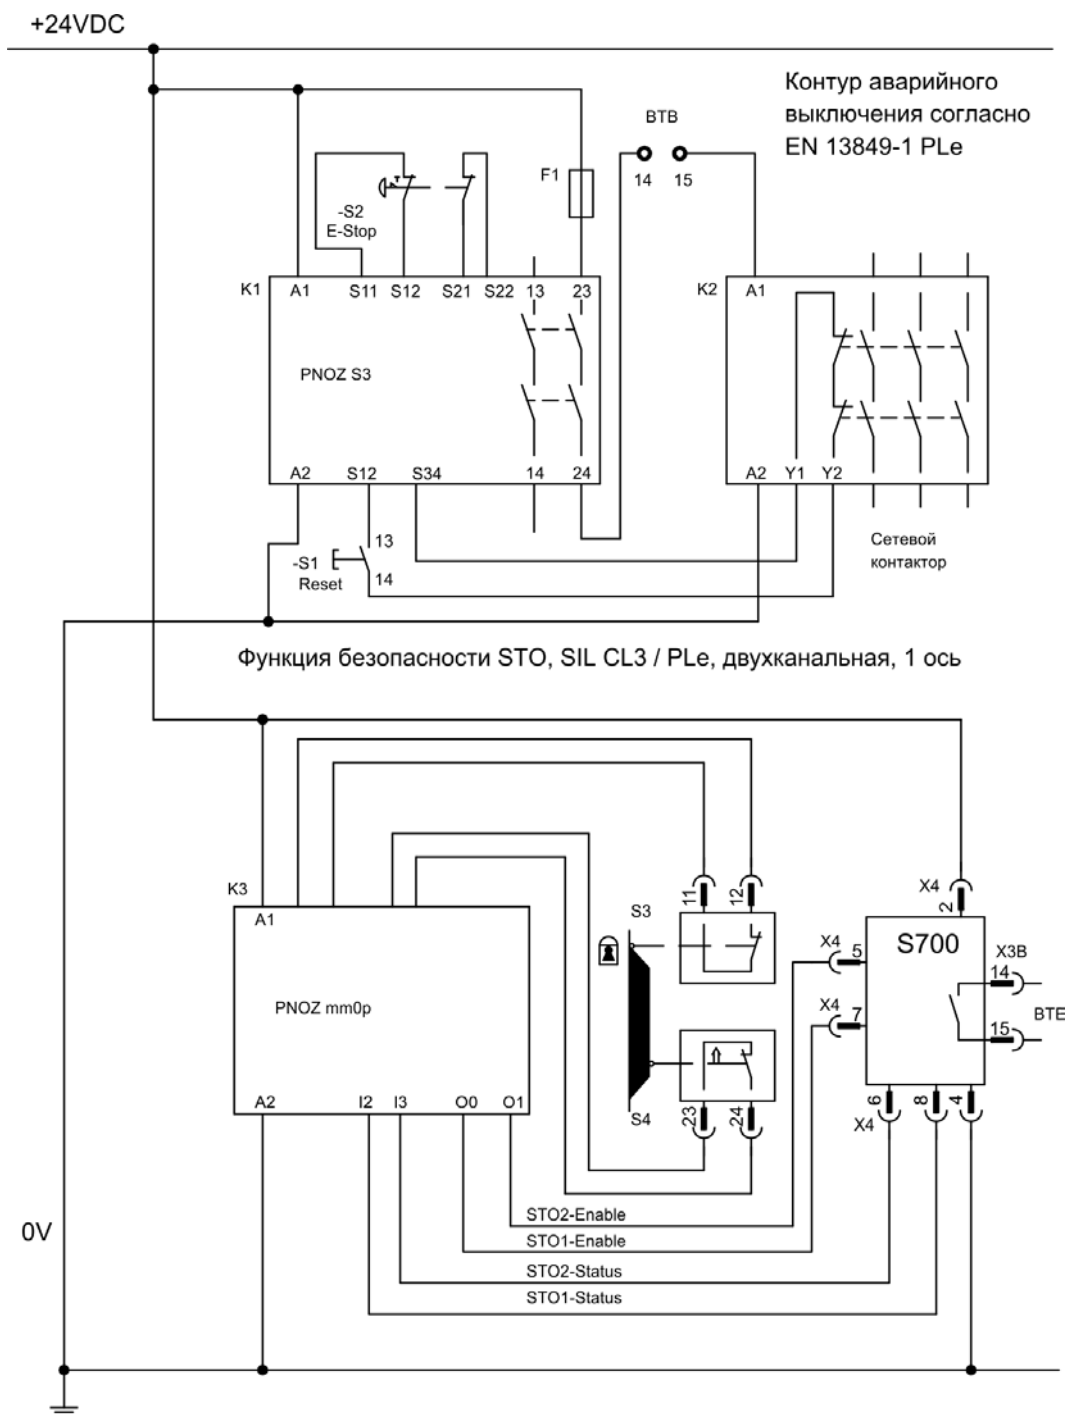 +24VDC
Контур аварийного
выключения согласно
EN 13849-1 PLe
BTB
14 15
F1
-S2
E-Stop
K1 A1 S11 S12 S21 S22 13 23
K2 A1
PNOZ S3
A2 S12 S34 14 24
A2 Y1 Y2
-S1
Reset
13
14
Сетевой
контактор
Функция безопасности STO, SIL CL3 / PLe, двухканальная, 1 ось
K3
A1
PNOZ mm0p
A2 I2 I3 O0 O1
S3
11 12
S4
23 24
X4
2
S700
X4
5
X4
7
X3B
14
15
BTE
6 8 4
X4
STO2-Enable
STO1-Enable
STO2-Status
STO1-Status
0V